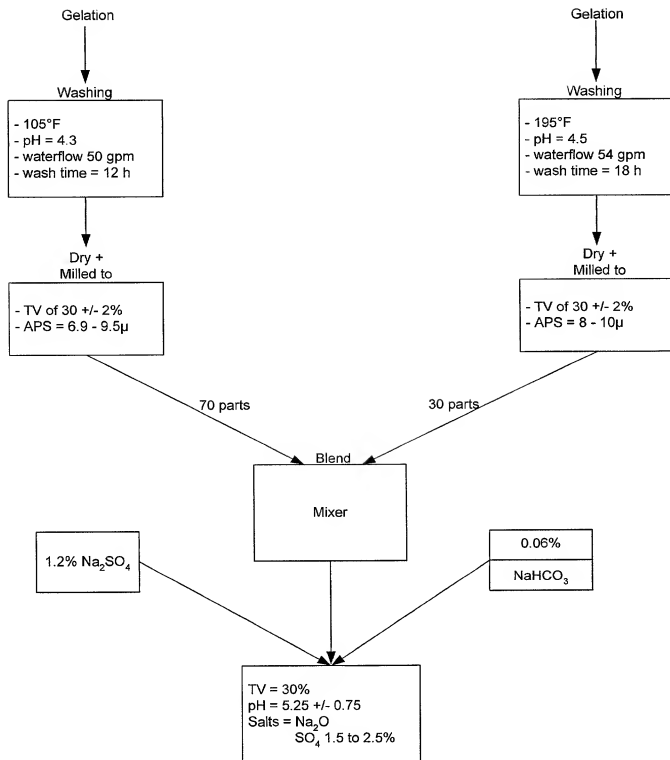 Gelation
Washing
- 105°F
- pH = 4.3
- waterflow 50 gpm
- wash time = 12 h
Dry +
Milled to
- TV of 30 +/- 2%
- APS = 6.9 - 9.5µ
Gelation
Washing
- 195°F
- pH = 4.5
- waterflow 54 gpm
- wash time = 18 h
Dry +
Milled to
- TV of 30 +/- 2%
- APS = 8 - 10µ
70 parts
30 parts
Blend
Mixer
1.2% Na₂SO₄
0.06%
NaHCO₃
TV = 30%
pH = 5.25 +/- 0.75
Salts = Na₂O
SO₄ 1.5 to 2.5%